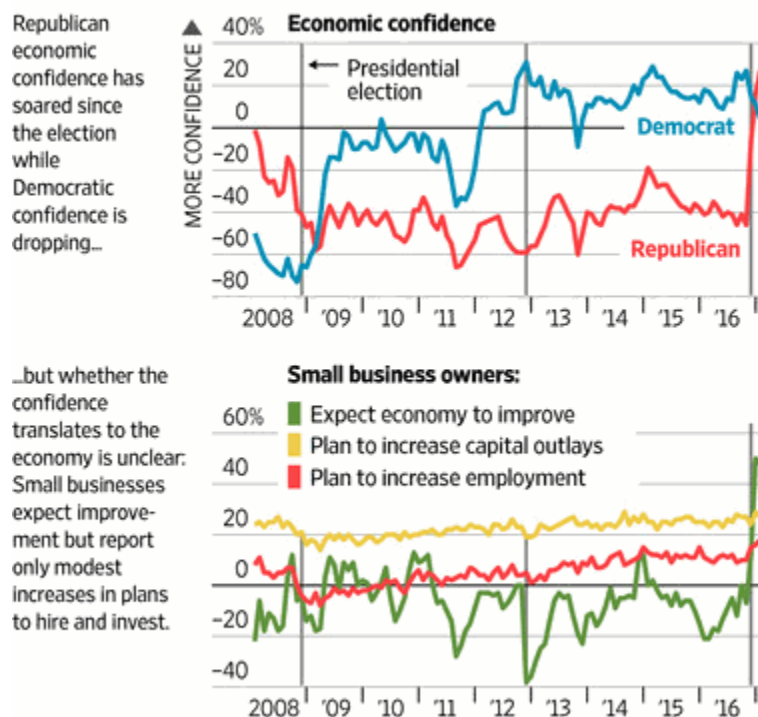 Republican
economic
confidence has
soared since
the election
while
Democratic
confidence is
dropping...
Economic confidence
MORE CONFIDENCE
40%
20
0
–20
–40
–60
–80
Presidential
election
Democrat
Republican
2008 '09 '10 '11 '12 '13 '14 '15 '16
...but whether the
confidence
translates to the
economy is unclear:
Small businesses
expect improve-
ment but report
only modest
increases in plans
to hire and invest.
Small business owners:
Expect economy to improve
Plan to increase capital outlays
Plan to increase employment
60%
40
20
0
–20
–40
2008 '09 '10 '11 '12 '13 '14 '15 '16